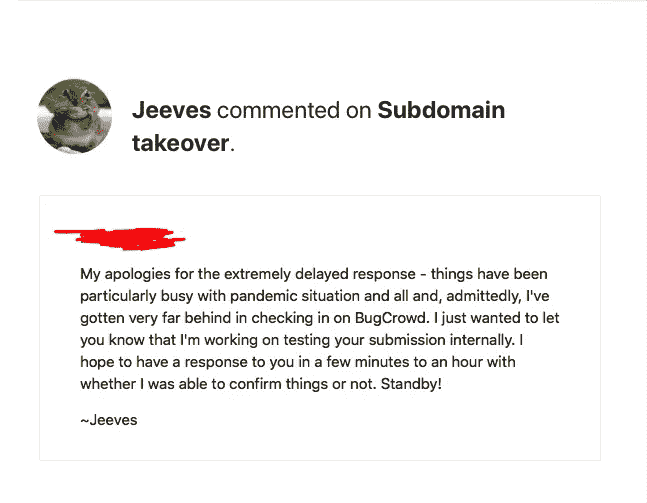 Jeeves commented on Subdomain
takeover.
My apologies for the extremely delayed response - things have been
particularly busy with pandemic situation and all and, admittedly, I've
gotten very far behind in checking in on BugCrowd. I just wanted to let
you know that I'm working on testing your submission internally. I
hope to have a response to you in a few minutes to an hour with
whether I was able to confirm things or not. Standby!
~Jeeves